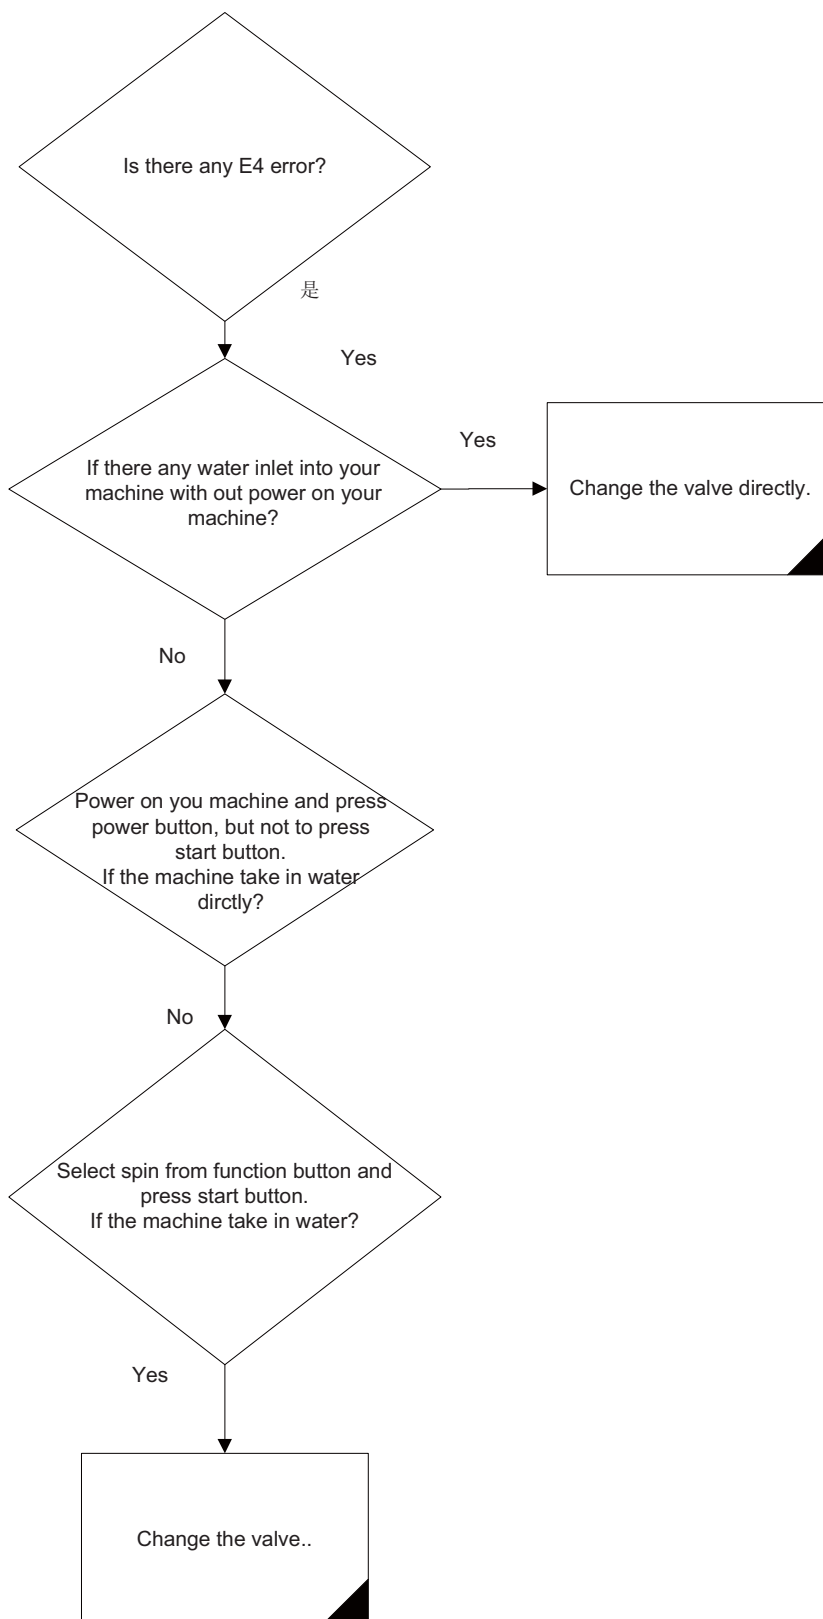 Is there any E4 error?
是
Yes
If there any water inlet into your
machine with out power on your
machine?
Yes
Change the valve directly.
No
Power on you machine and press
power button, but not to press
start button.
If the machine take in water
dirctly?
No
Select spin from function button and
press start button.
If the machine take in water?
Yes
Change the valve..